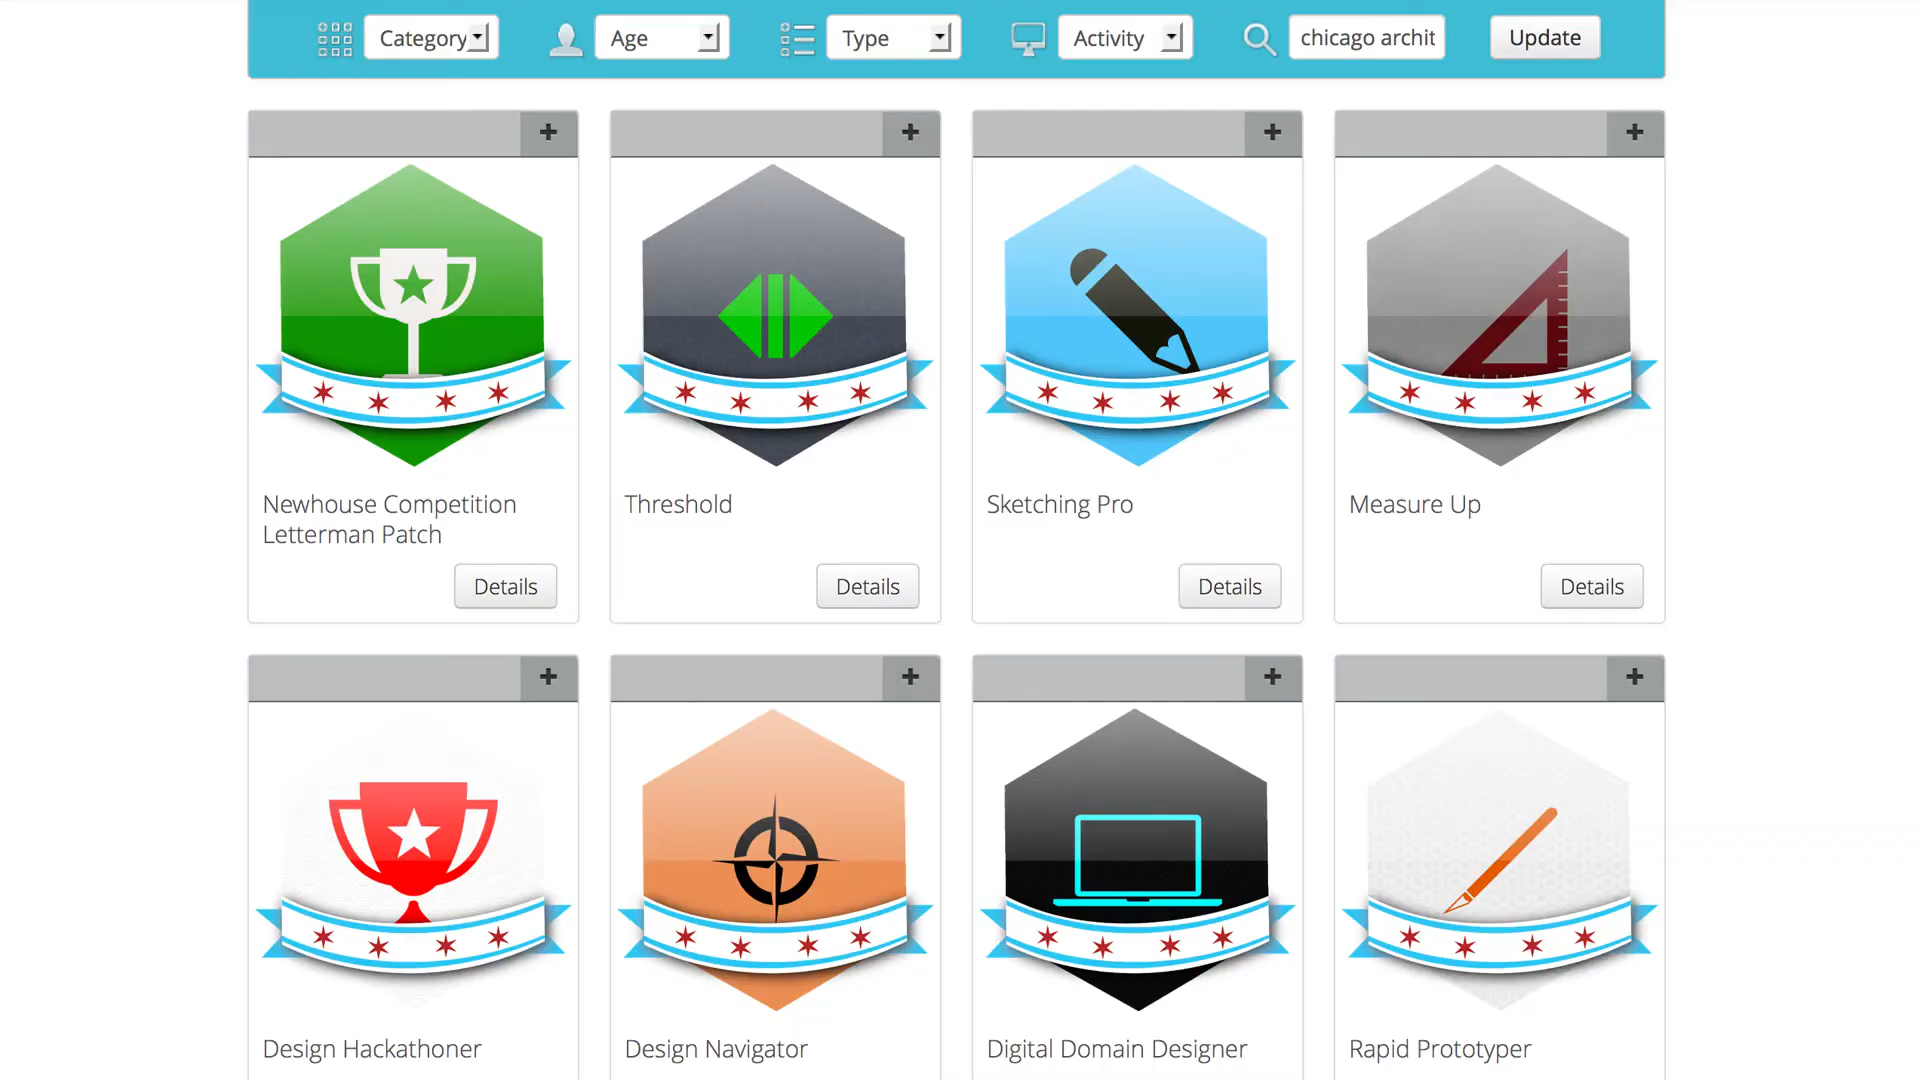 Category Age Type Activity chicago archit Update
Newhouse Competition
Letterman Patch
Threshold
Sketching Pro
Measure Up
Details Details Details Details
Design Hackathoner
Design Navigator
Digital Domain Designer
Rapid Prototyper